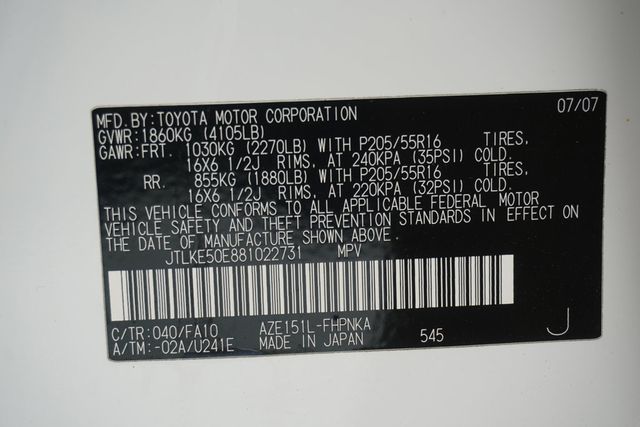 MFD.BY:TOYOTA MOTOR CORPORATION 07/07
GVWR:1860KG (4105LB)
GAWR:FRT. 1030KG (2270LB) WITH P205/55R16 TIRES,
16X6 1/2J RIMS, AT 240KPA (35PSI) COLD.
RR. 855KG (1880LB) WITH P205/55R16 TIRES,
16X6 1/2J RIMS, AT 220KPA (32PSI) COLD.
THIS VEHICLE CONFORMS TO ALL APPLICABLE FEDERAL MOTOR
VEHICLE SAFETY AND THEFT PREVENTION STANDARDS IN EFFECT ON
THE DATE OF MANUFACTURE SHOWN ABOVE.
JTLKE50E881022731 MPV
C/TR:040/FA10 AZE151L-FHPNKA
A/TM:-02A/U241E MADE IN JAPAN 545 J